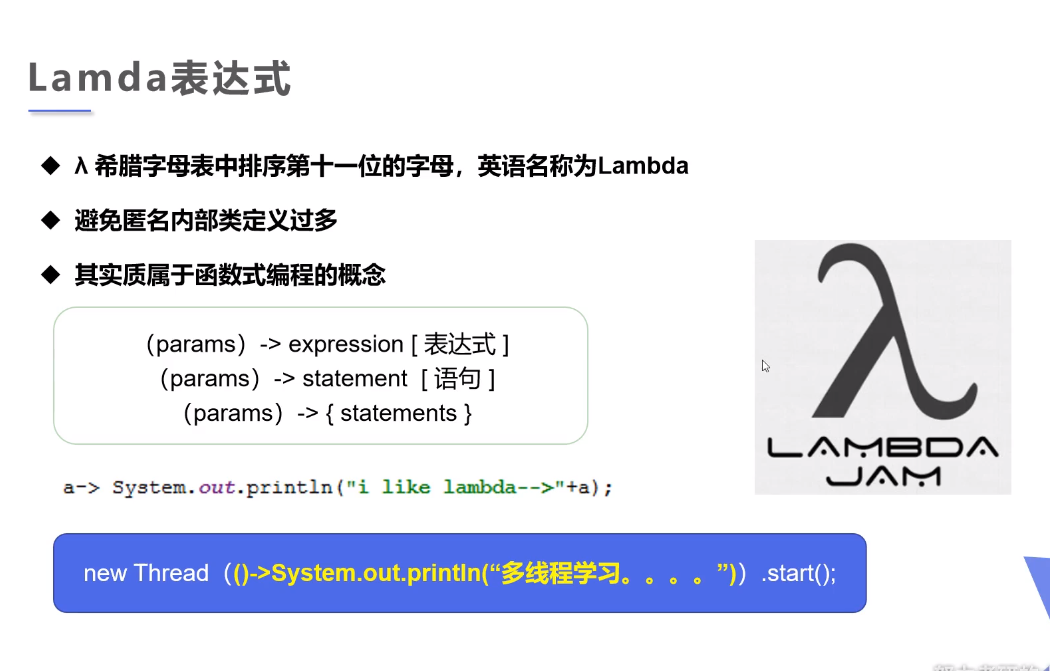 Lamda表达式
◆ λ 希腊字母表中排序第十一位的字母，英语名称为Lambda
◆ 避免匿名内部类定义过多
◆ 其实质属于函数式编程的概念
（params）-> expression [ 表达式 ]
（params）-> statement [ 语句 ]
（params）-> { statements }
λ
LAMBDA
JAM
a-> System.out.println("i like lambda-->"+a);
new Thread（()->System.out.println(“多线程学习。。。。”)）.start();